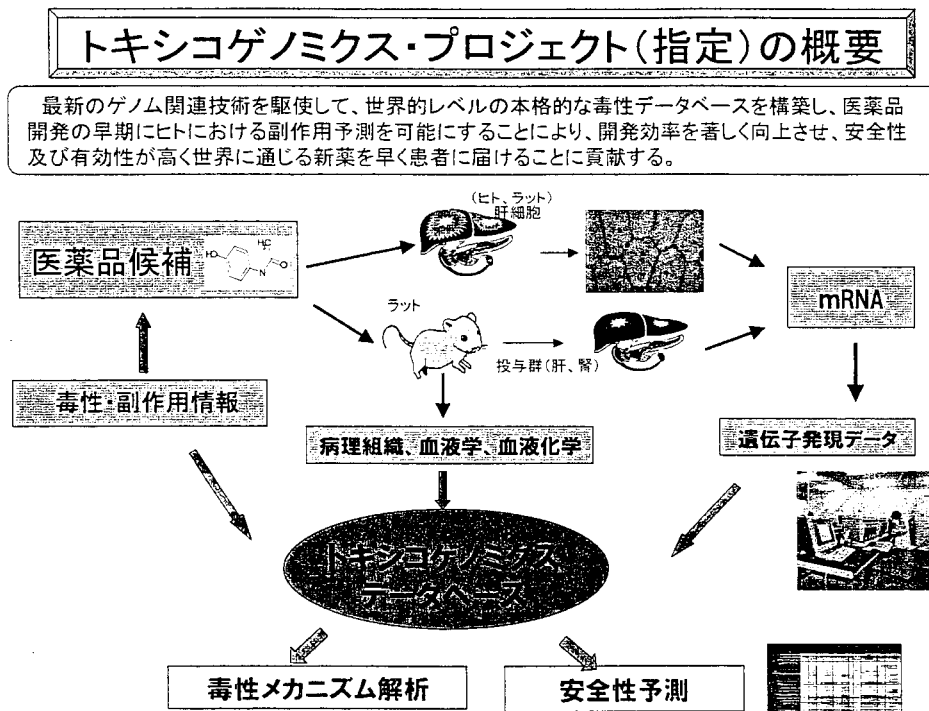 トキシコゲノミクス・プロジェクト(指定)の概要
最新のゲノム関連技術を駆使して、世界的レベルの本格的な毒性データベースを構築し、医薬品
開発の早期にヒトにおける副作用予測を可能にすることにより、開発効率を著しく向上させ、安全性
及び有効性が高く世界に通じる新薬を早く患者に届けることに貢献する。
(ヒト、ラット)
肝細胞
医薬品候補
HO
HC
N
O
mRNA
ラット
投与群(肝、腎)
毒性・副作用情報
病理組織、血液学、血液化学
遺伝子発現データ
トキシコゲノミクス
データベース
毒性メカニズム解析
安全性予測